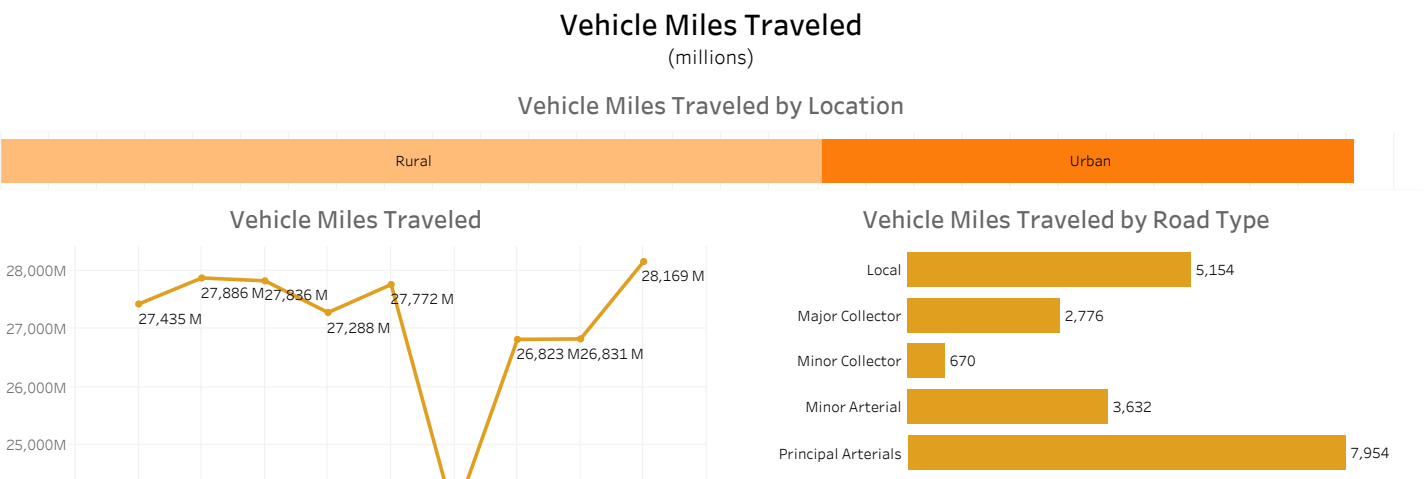 Vehicle Miles Traveled
(millions)
Vehicle Miles Traveled by Location
Rural
Urban
Vehicle Miles Traveled
28,000M
27,000M
26,000M
25,000M
27,435 M
27,886 M
27,836 M
27,288 M
27,772 M
26,823 M
26,831 M
28,169 M
Vehicle Miles Traveled by Road Type
Local 5,154
Major Collector 2,776
Minor Collector 670
Minor Arterial 3,632
Principal Arterials 7,954